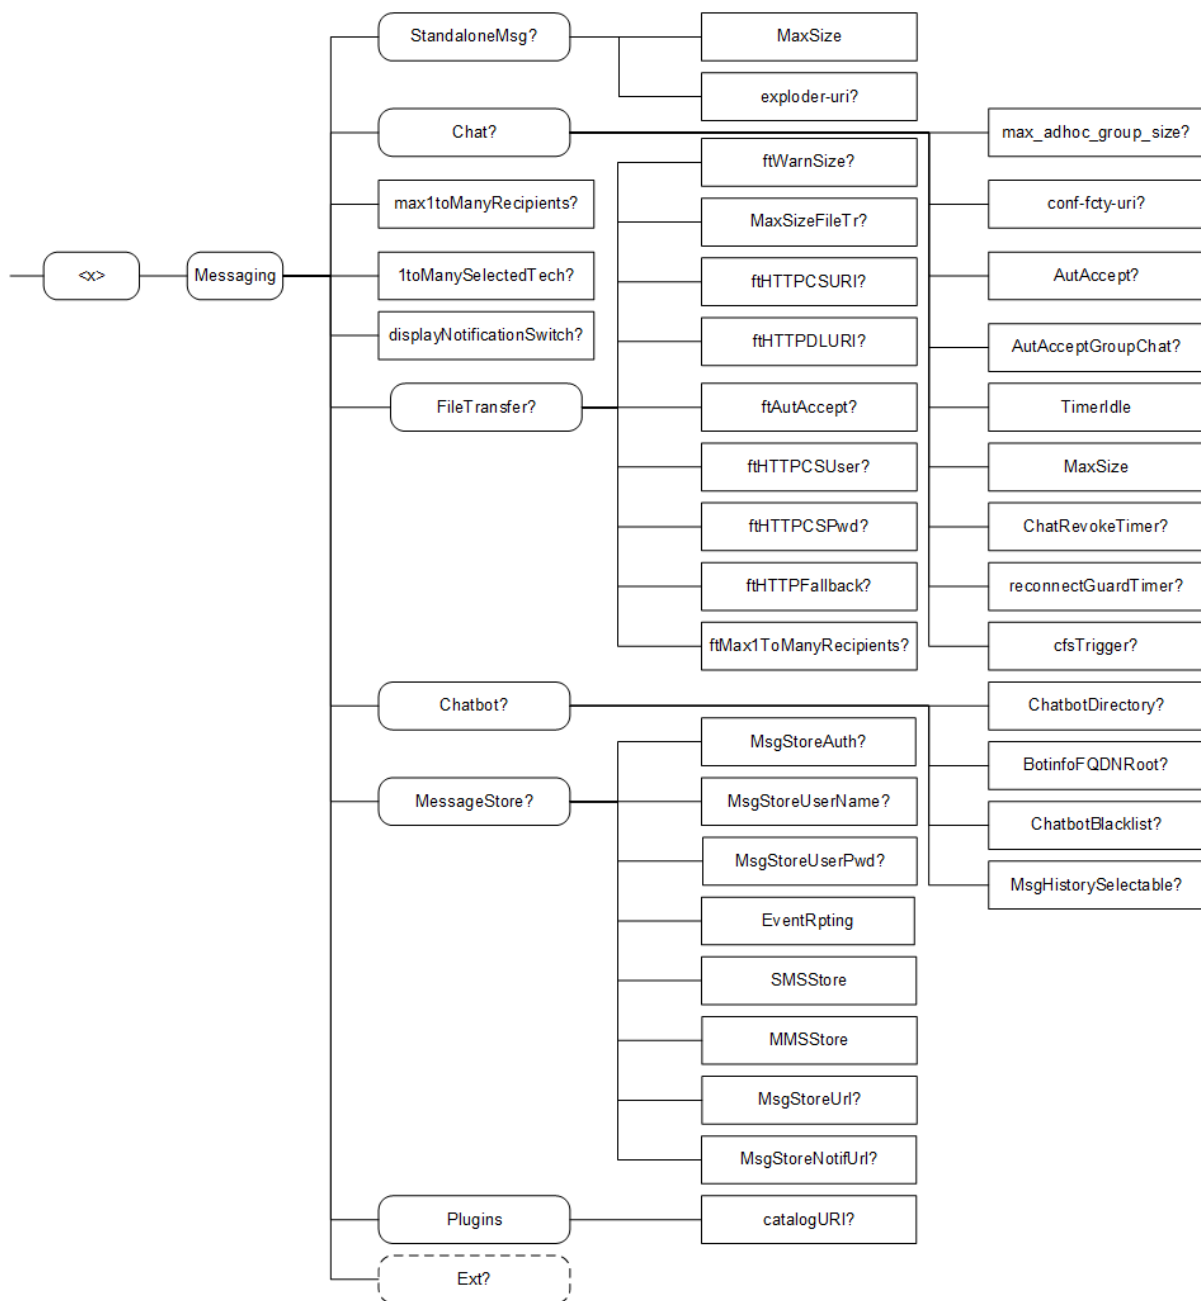 StandaloneMsg?
MaxSize
exploder-uri?
Chat?
max_adhoc_group_size?
ftWarnSize?
max1toManyRecipients?
conf-fcty-uri?
MaxSizeFileTr?
<x>
Messaging
1toManySelectedTech?
ftHTTPCSURI?
AutAccept?
displayNotificationSwitch?
ftHTTPDLURI?
AutAcceptGroupChat?
FileTransfer?
ftAutAccept?
TimerIdle
ftHTTPCSUser?
MaxSize
ftHTTPCSPwd?
ChatRevokeTimer?
ftHTTPFallback?
reconnectGuardTimer?
ftMax1ToManyRecipients?
cfsTrigger?
Chatbot?
ChatbotDirectory?
MsgStoreAuth?
BotinfoFQDNRoot?
MessageStore?
MsgStoreUserName?
ChatbotBlacklist?
MsgStoreUserPwd?
MsgHistorySelectable?
EventRpting
SMSStore
MMSStore
MsgStoreUrl?
MsgStoreNotifUrl?
Plugins
catalogURI?
Ext?